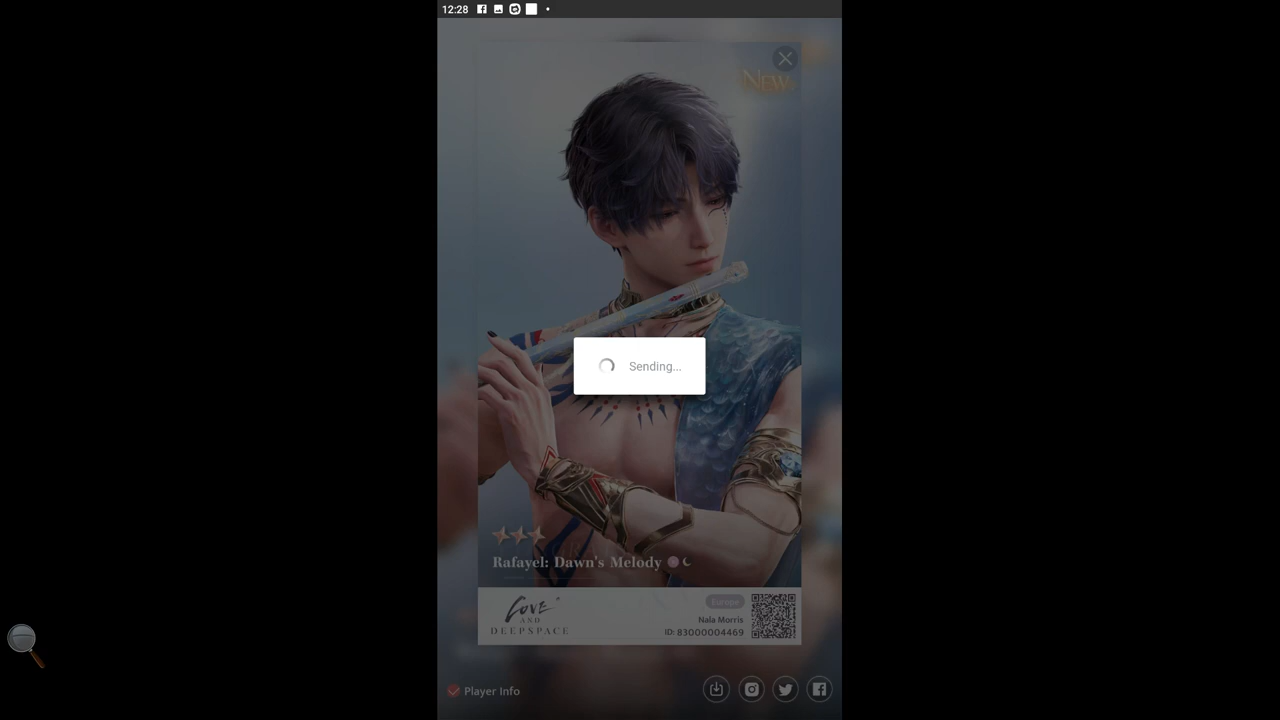 12:28
NEW
Sending...
Rafayel: Dawn's Melody
LOVE
AND
DEEPSPACE
Europe
Nala Morris
ID: 83000004469
Player Info